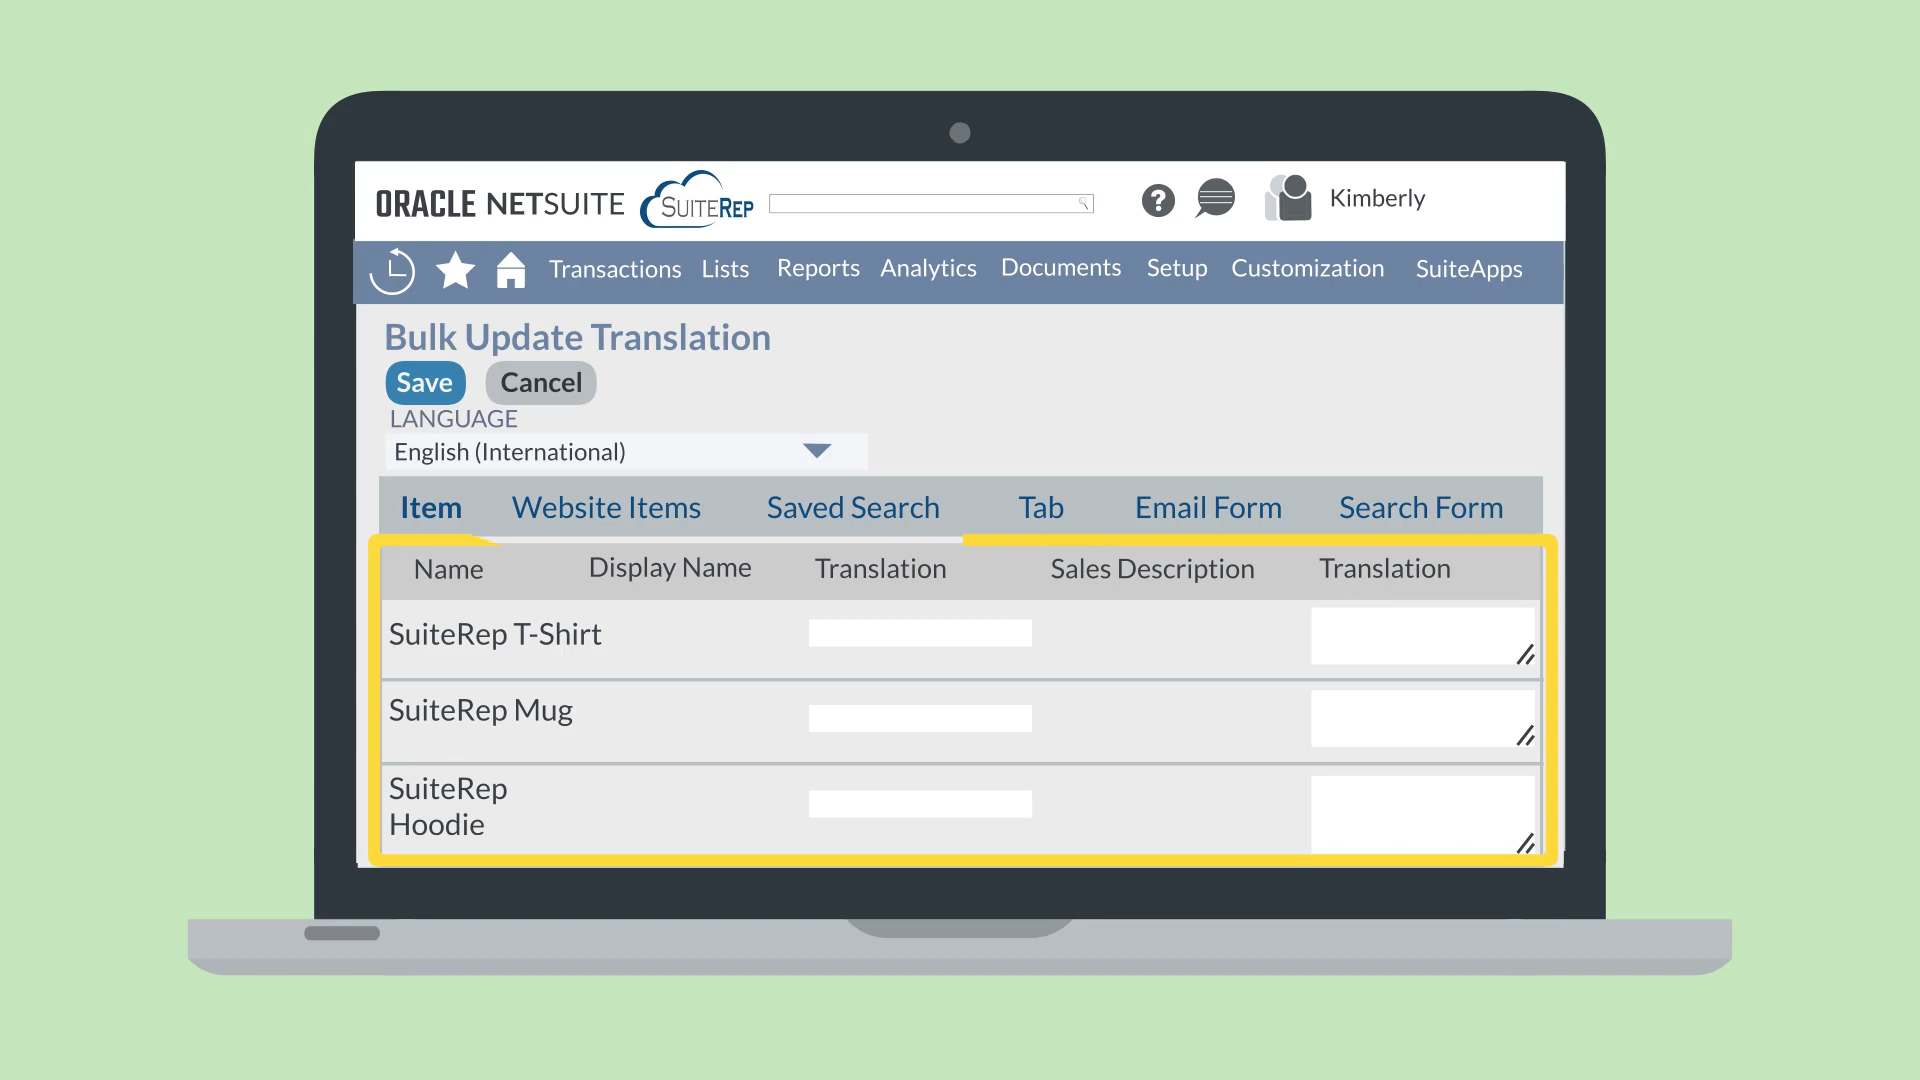 ORACLE NETSUITE SUITEREP ? Kimberly
Transactions Lists Reports Analytics Documents Setup Customization SuiteApps
Bulk Update Translation
Save Cancel
LANGUAGE
English (International)
Item Website Items Saved Search Tab Email Form Search Form
Name Display Name Translation Sales Description Translation
SuiteRep T-Shirt
SuiteRep Mug
SuiteRep
Hoodie